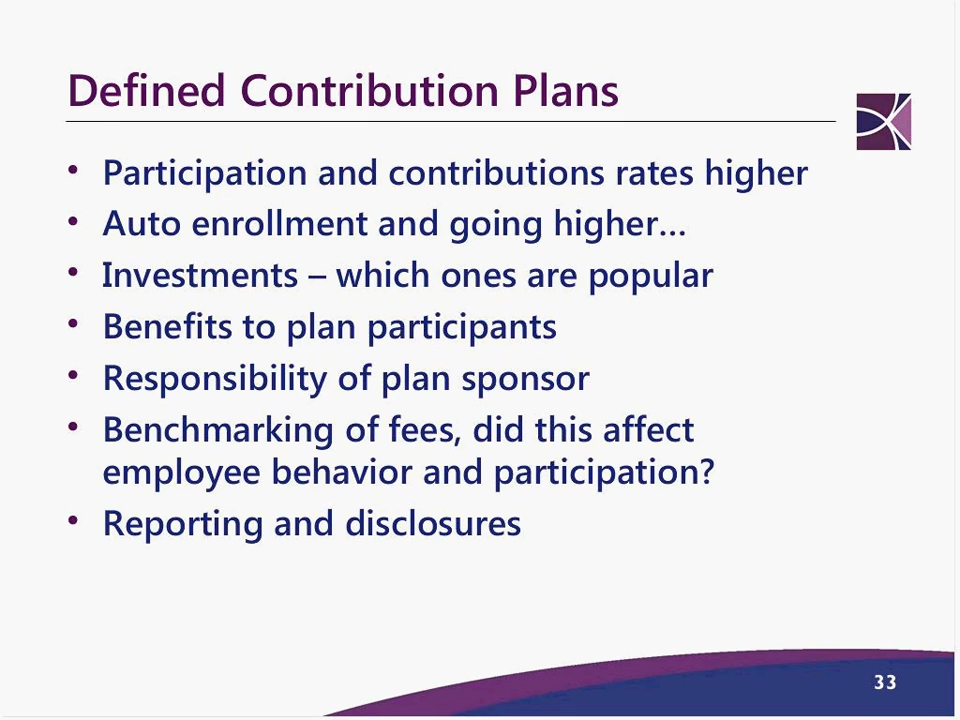 Defined Contribution Plans
• Participation and contributions rates higher
• Auto enrollment and going higher...
• Investments – which ones are popular
• Benefits to plan participants
• Responsibility of plan sponsor
• Benchmarking of fees, did this affect
employee behavior and participation?
• Reporting and disclosures
33